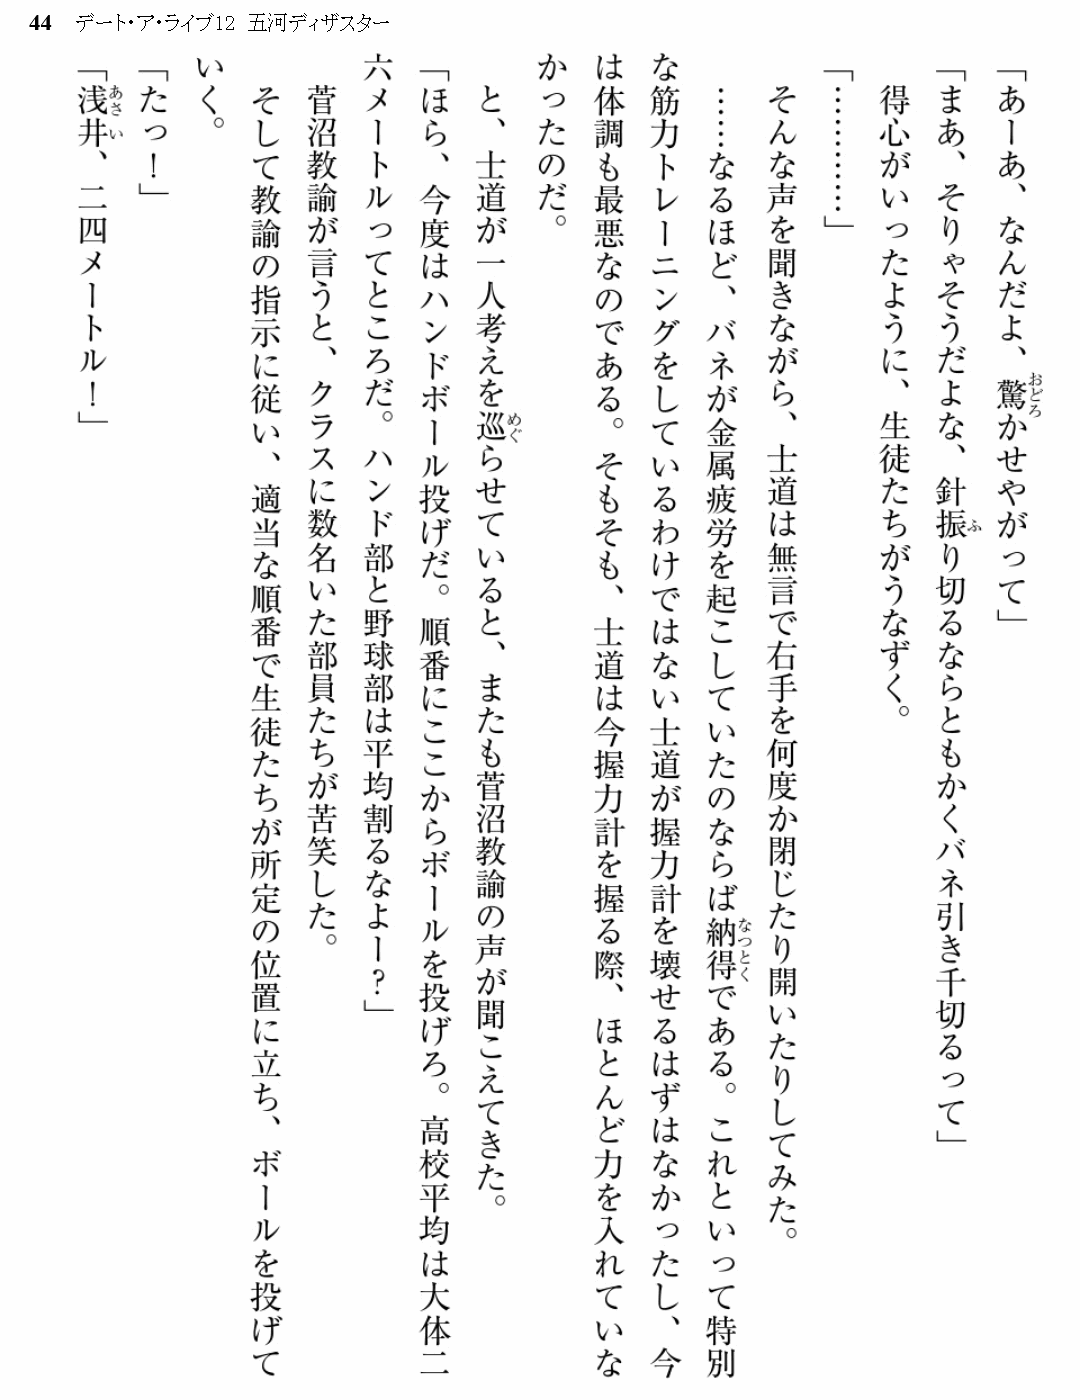 44 デート・ア・ライブ12 五河ディザスター
「あーあ、なんだよ、驚かせやがって」
「まあ、そりゃそうだよな、針振り切るならともかくバネ引き千切るって」
得心がいったように、生徒たちがうなずく。
「…………」
そんな声を聞きながら、士道は無言で右手を何度か閉じたり開いたりしてみた。
……なるほど、バネが金属疲労を起こしていたのならば納得である。これといって特別
な筋力トレーニングをしているわけではない士道が握力計を壊せるはずはなかったし、今
は体調も最悪なのである。そもそも、士道は今握力計を握る際、ほとんど力を入れていな
かったのだ。
と、士道が一人考えを巡らせていると、またも菅沼教諭の声が聞こえてきた。
「ほら、今度はハンドボール投げだ。順番にここからボールを投げろ。高校平均は大体二
六メートルってところだ。ハンド部と野球部は平均割るなよー?」
菅沼教諭が言うと、クラスに数名いた部員たちが苦笑した。
そして教諭の指示に従い、適当な順番で生徒たちが所定の位置に立ち、ボールを投げて
いく。
「たっ!」
「浅井、二四メートル!」
おどろ
ふ
なつとく
めぐ
あさい